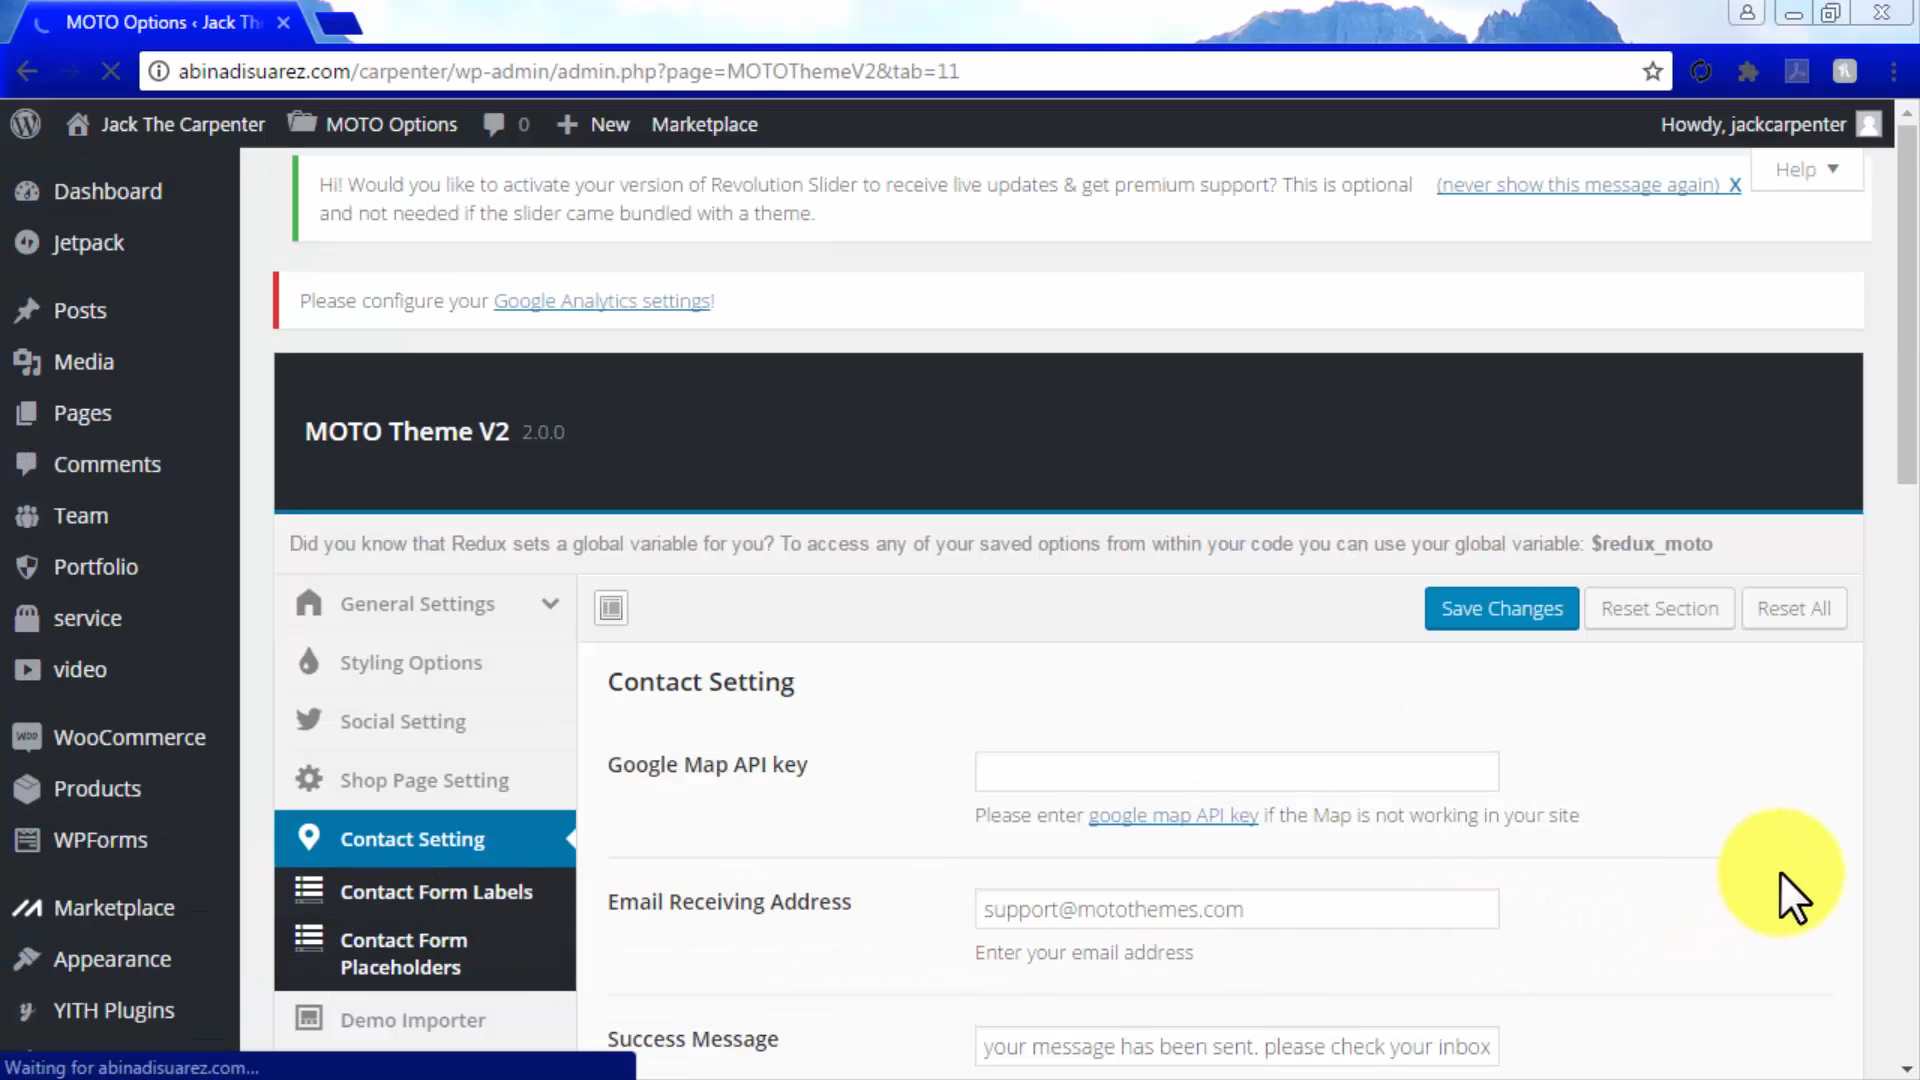 MOTO Options ‹ Jack Th
abinadisuarez.com/carpenter/wp-admin/admin.php?page=MOTOThemeV2&tab=11
Jack The Carpenter
MOTO Options
0
New
Marketplace
Howdy, jackcarpenter
Help
Hi! Would you like to activate your version of Revolution Slider to receive live updates & get premium support? This is optional
and not needed if the slider came bundled with a theme.
(never show this message again) X
Please configure your Google Analytics settings!
Dashboard
Jetpack
Posts
Media
Pages
Comments
Team
Portfolio
service
video
WooCommerce
Products
WPForms
Marketplace
Appearance
YITH Plugins
MOTO Theme V2 2.0.0
Did you know that Redux sets a global variable for you? To access any of your saved options from within your code you can use your global variable: $redux_moto
General Settings
Styling Options
Social Setting
Shop Page Setting
Contact Setting
Contact Form Labels
Contact Form
Placeholders
Demo Importer
Save Changes
Reset Section
Reset All
Contact Setting
Google Map API key
Please enter google map API key if the Map is not working in your site
Email Receiving Address
support@motothemes.com
Enter your email address
Success Message
your message has been sent. please check your inbox
Waiting for abinadisuarez.com...